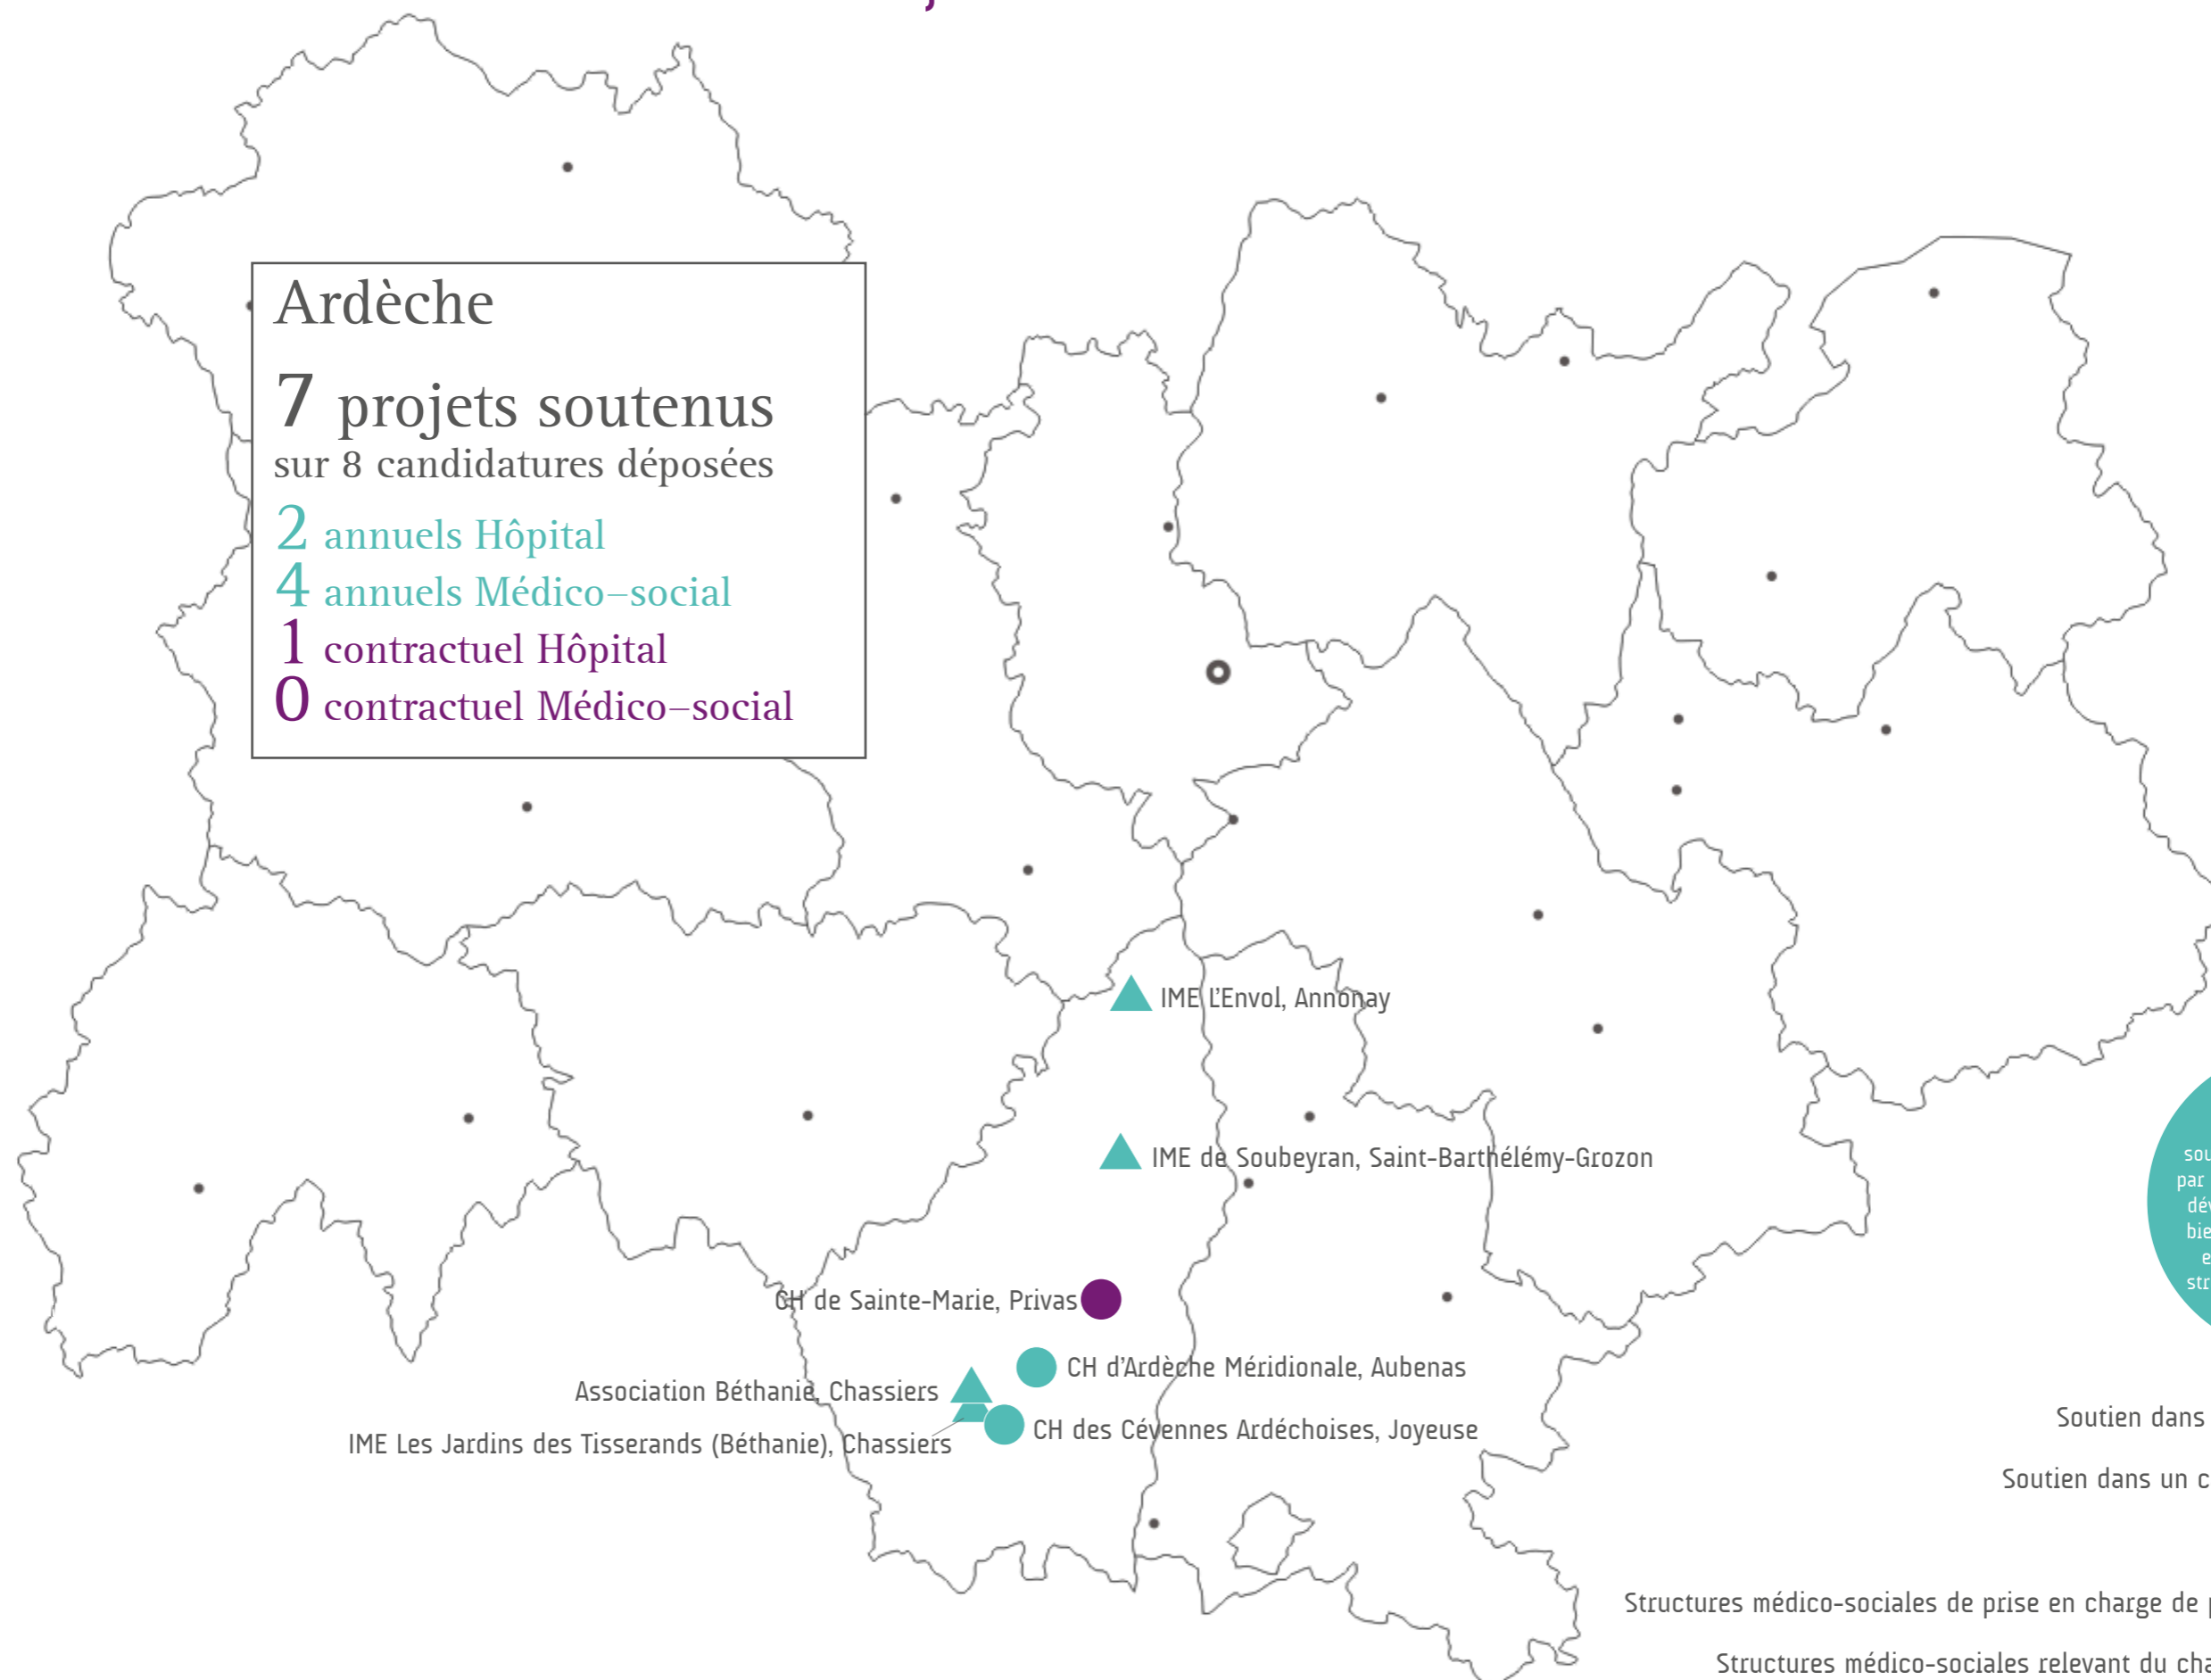 Ardèche
7 projets soutenus
sur 8 candidatures déposées
2 annuels Hôpital
4 annuels Médico-social
1 contractuel Hôpital
0 contractuel Médico-social
IME L'Envol, Annonay
IME de Soubeyran, Saint-Barthélémy-Grozon
CH de Sainte-Marie, Privas
CH d'Ardèche Méridionale, Aubenas
Association Béthanie, Chassiers
CH des Cévennes Ardéchoises, Joyeuse
IME Les Jardins des Tisserands (Béthanie), Chassiers
par
Soutien dans
Soutien dans un
Structures médico-sociales de prise en charge de
Structures médico-sociales relevant du